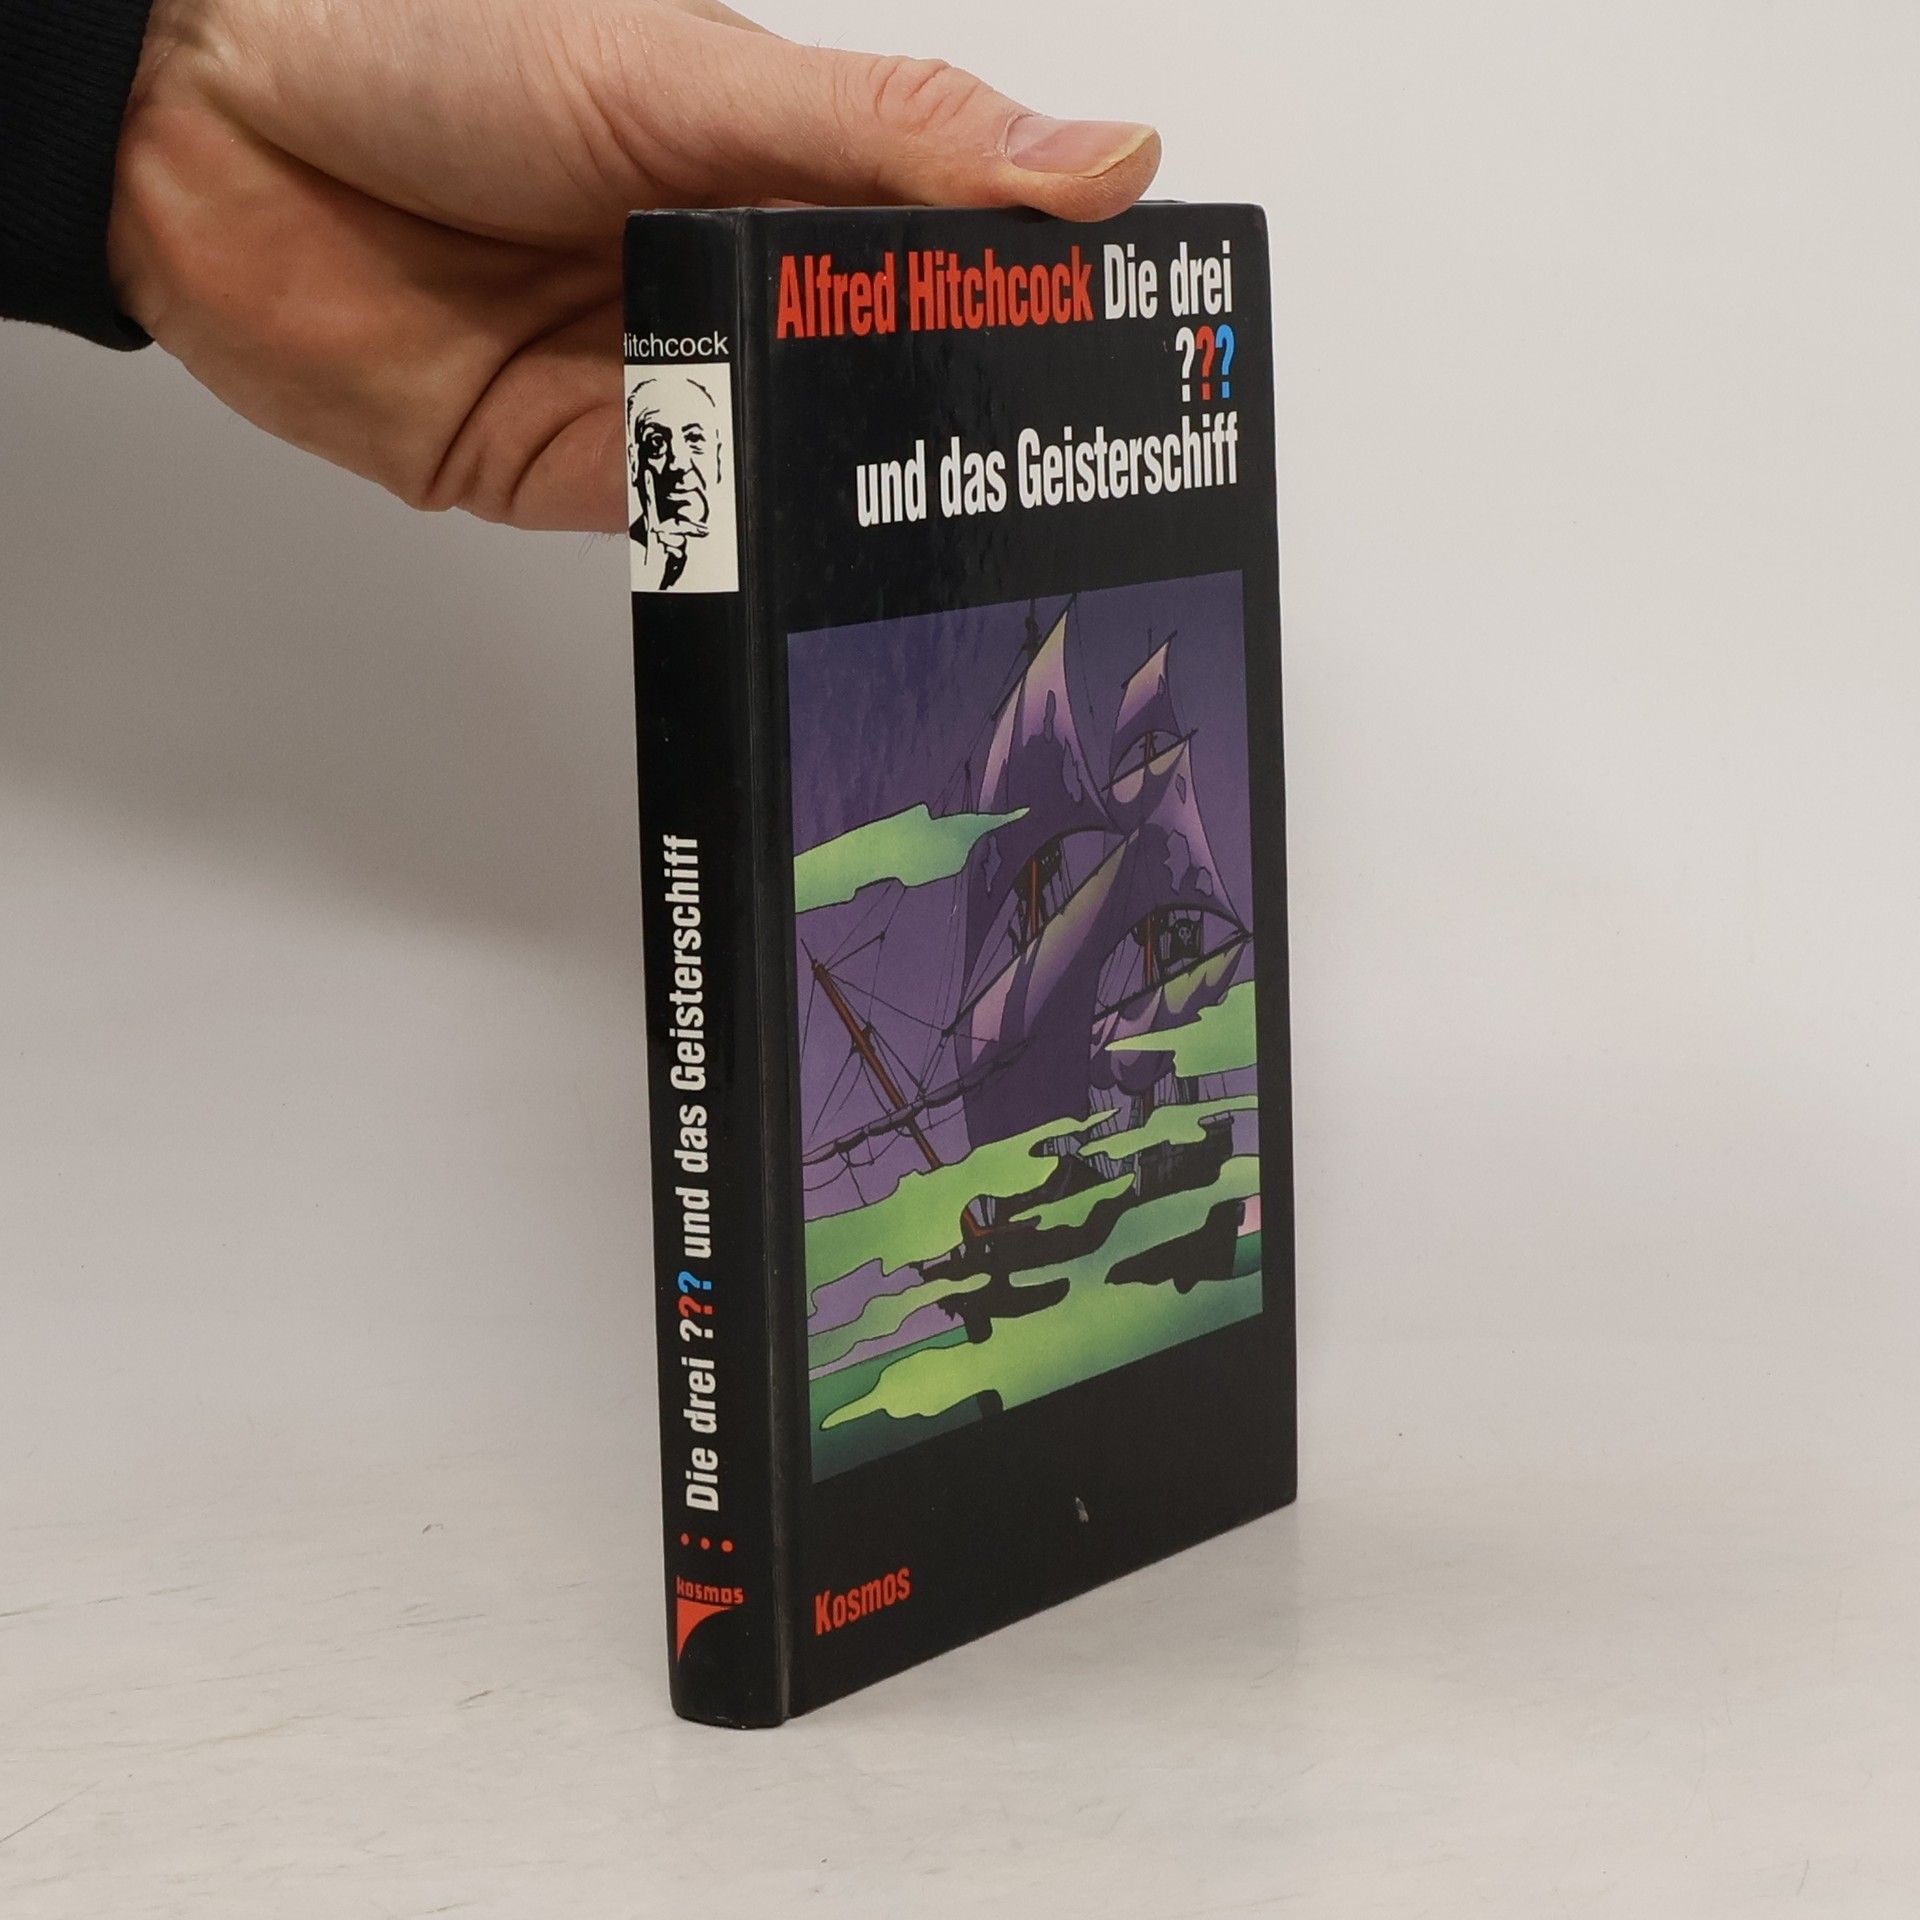 Alfred Hitchcock Die drei
???
und das Geisterschiff
Kosmos
Hitchcock
Die drei ??? und das Geisterschiff
KOSMOS